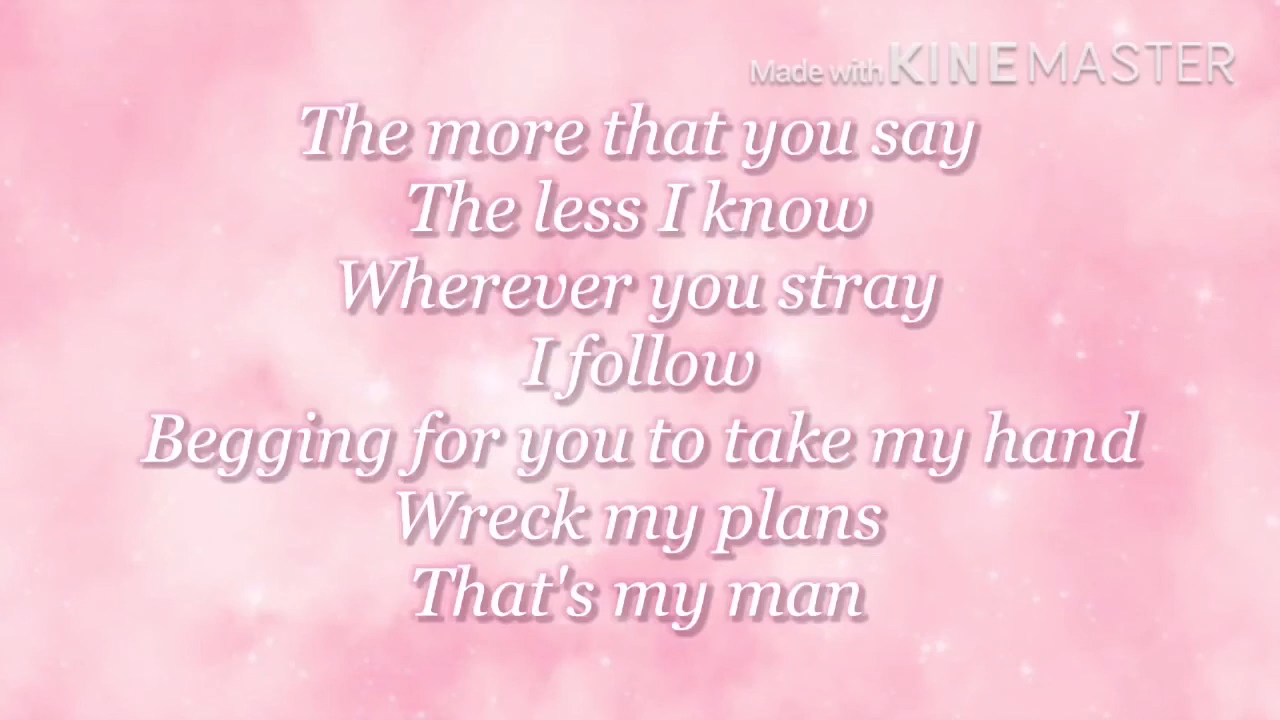 Made with KINEMASTER
The more that you say
The less I know
Wherever you stray
I follow
Begging for you to take my hand
Wreck my plans
That's my man